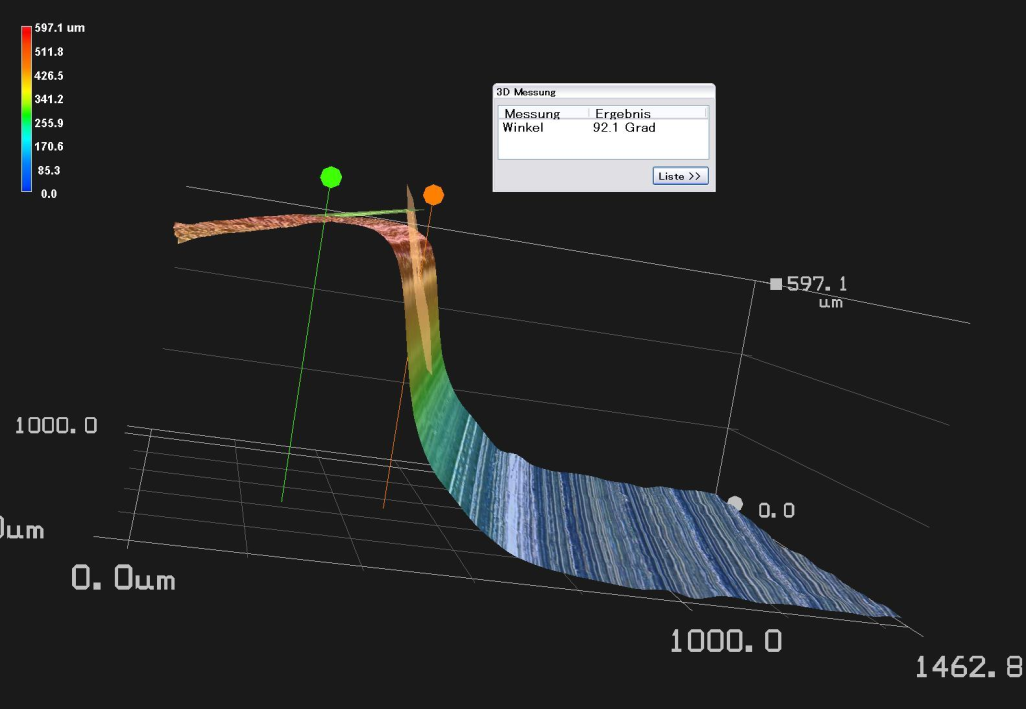 597.1 um
511.8
426.5
341.2
255.9
170.6
85.3
0.0
3D Messung
Messung Ergebnis
Winkel 92.1 Grad
Liste >>
597.1
um
1000.0
0.0
um
0.0um
1000.0
1462.8